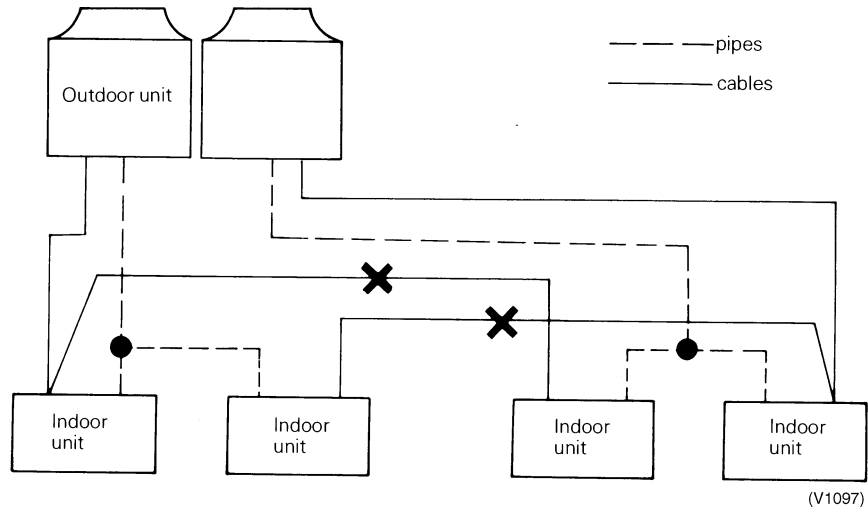 pipes
cables
Outdoor unit
Indoor
unit
Indoor
unit
Indoor
unit
Indoor
unit
(V1097)